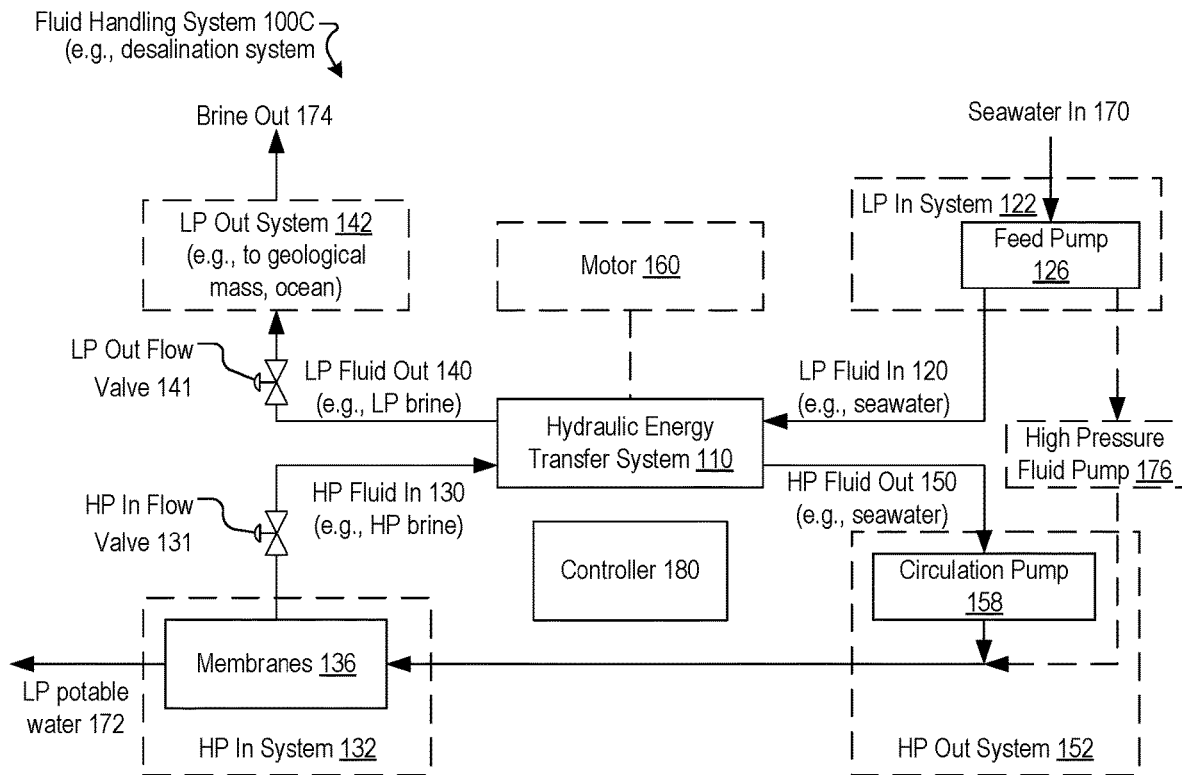 Fluid Handling System 100C
(e.g., desalination system
Brine Out 174
Seawater In 170
LP Out System 142
(e.g., to geological
mass, ocean)
Motor 160
LP In System 122
Feed Pump
126
LP Out Flow
Valve 141
LP Fluid Out 140
(e.g., LP brine)
LP Fluid In 120
(e.g., seawater)
Hydraulic Energy
Transfer System 110
High Pressure
Fluid Pump 176
HP In Flow
Valve 131
HP Fluid In 130
(e.g., HP brine)
HP Fluid Out 150
(e.g., seawater)
Controller 180
Circulation Pump
158
Membranes 136
LP potable
water 172
HP In System 132
HP Out System 152